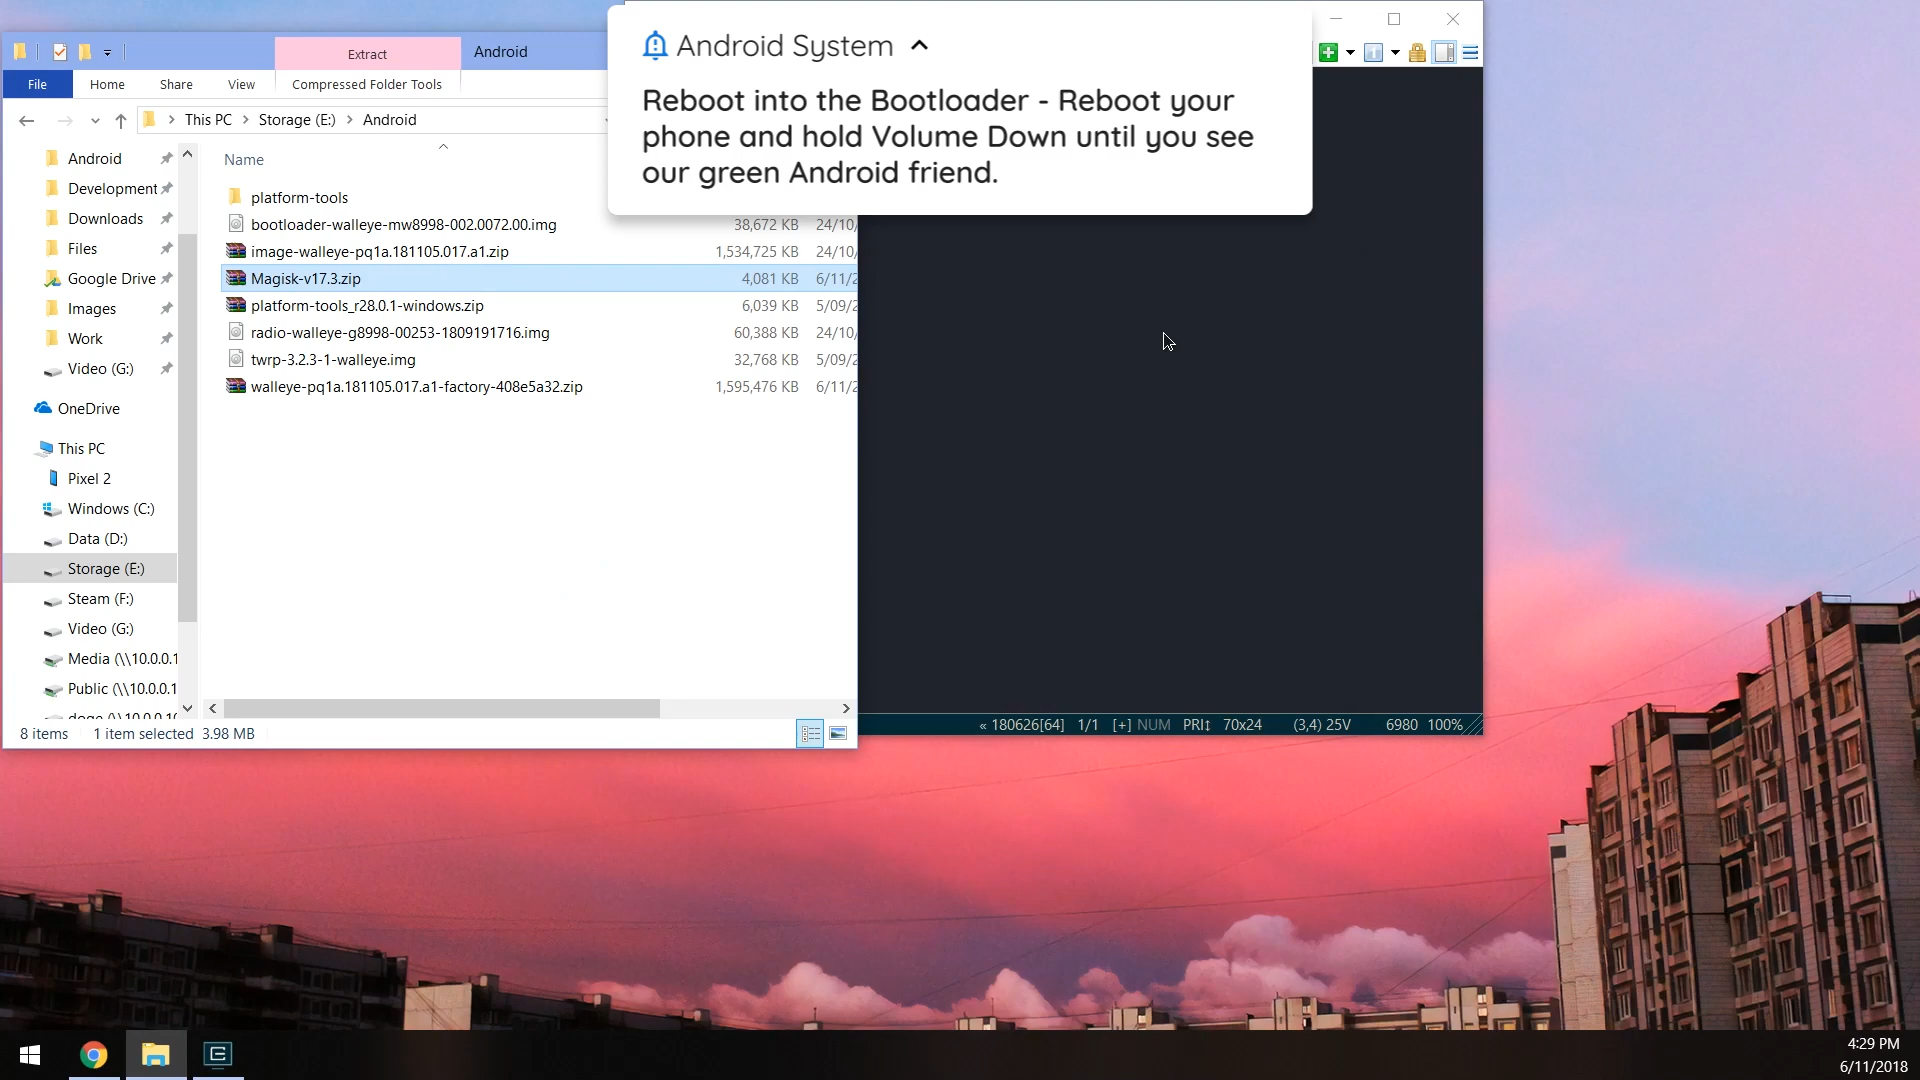 Extract
Android
File
Home
Share
View
Compressed Folder Tools
This PC
Storage (E:)
Android
Android System
Reboot into the Bootloader - Reboot your
phone and hold Volume Down until you see
our green Android friend.
Android
Development
Downloads
Files
Google Drive
Images
Work
Video (G:)
OneDrive
This PC
Pixel 2
Windows (C:)
Data (D:)
Storage (E:)
Steam (F:)
Video (G:)
Media (\\10.0.0.1
Public (\\10.0.0.1
Name
platform-tools
bootloader-walleye-mw8998-002.0072.00.img 38,672 KB 24/10/
image-walleye-pq1a.181105.017.a1.zip 1,534,725 KB 24/10/
Magisk-v17.3.zip 4,081 KB 6/11/2
platform-tools_r28.0.1-windows.zip 6,039 KB 5/09/2
radio-walleye-g8998-00253-1809191716.img 60,388 KB 24/10/
twrp-3.2.3-1-walleye.img 32,768 KB 5/09/2
walleye-pq1a.181105.017.a1-factory-408e5a32.zip 1,595,476 KB 6/11/2
8 items 1 item selected 3.98 MB
« 180626[64] 1/1 [+] NUM PRI↕ 70x24 (3,4) 25V 6980 100%
4:29 PM
6/11/2018